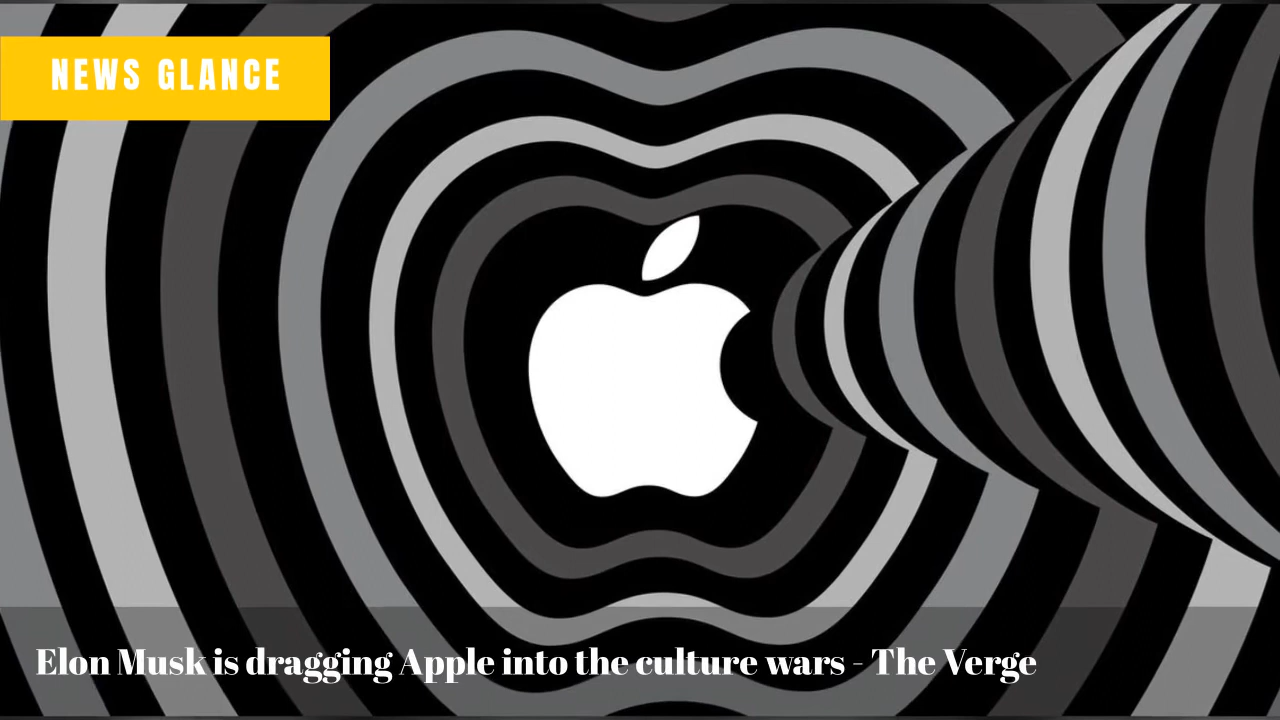 NEWS GLANCE
Elon Musk is dragging Apple into the culture wars - The Verge